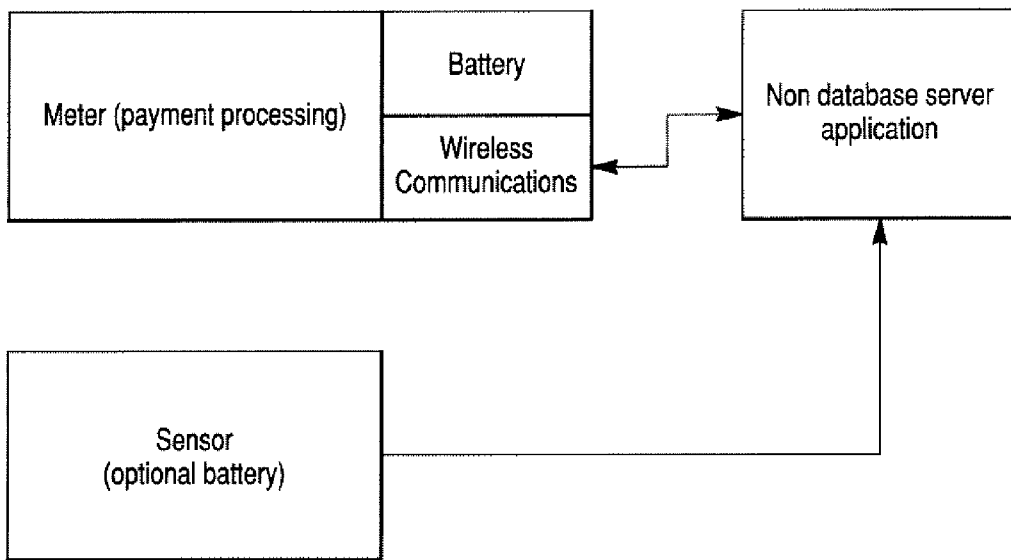 Meter (payment processing)
Battery
Wireless
Communications
Non database server
application
Sensor
(optional battery)